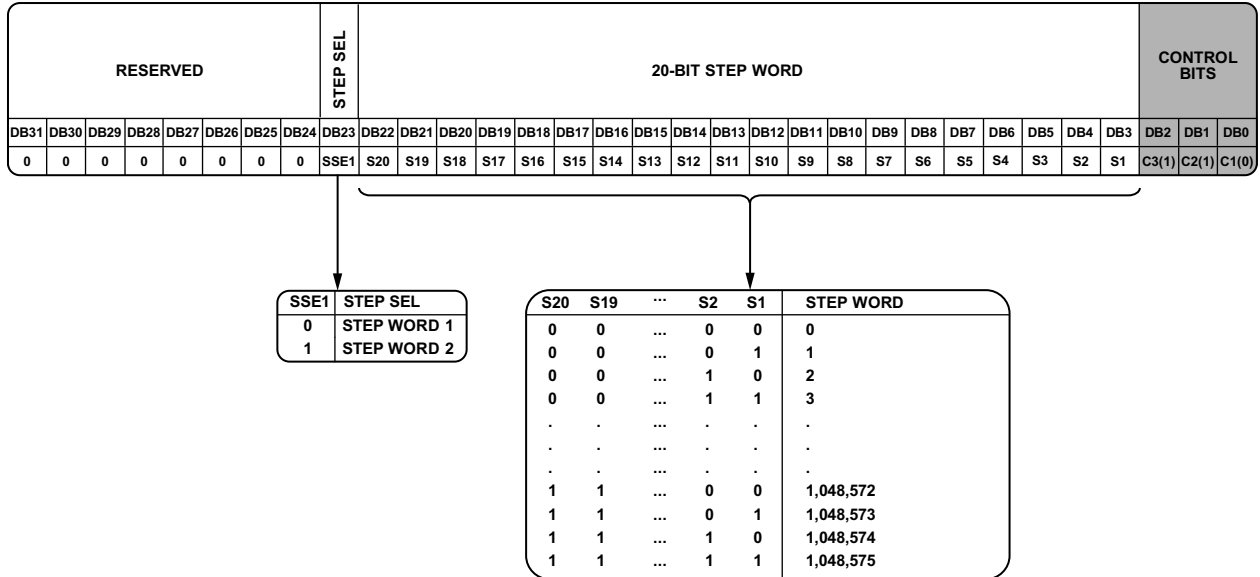 RESERVED STEP SEL 20-BIT STEP WORD CONTROL
BITS
DB31 DB30 DB29 DB28 DB27 DB26 DB25 DB24 DB23 DB22 DB21 DB20 DB19 DB18 DB17 DB16 DB15 DB14 DB13 DB12 DB11 DB10 DB9 DB8 DB7 DB6 DB5 DB4 DB3 DB2 DB1 DB0
0 0 0 0 0 0 0 0 SSE1 S20 S19 S18 S17 S16 S15 S14 S13 S12 S11 S10 S9 S8 S7 S6 S5 S4 S3 S2 S1 C3(1) C2(1) C1(0)
SSE1 STEP SEL
0 STEP WORD 1
1 STEP WORD 2
S20 S19 ... S2 S1 STEP WORD
0 0 ... 0 0 0
0 0 ... 0 1 1
0 0 ... 1 0 2
0 0 ... 1 1 3
. . ... . . .
. . ... . . .
. . ... . . .
1 1 ... 0 0 1,048,572
1 1 ... 0 1 1,048,573
1 1 ... 1 0 1,048,574
1 1 ... 1 1 1,048,575